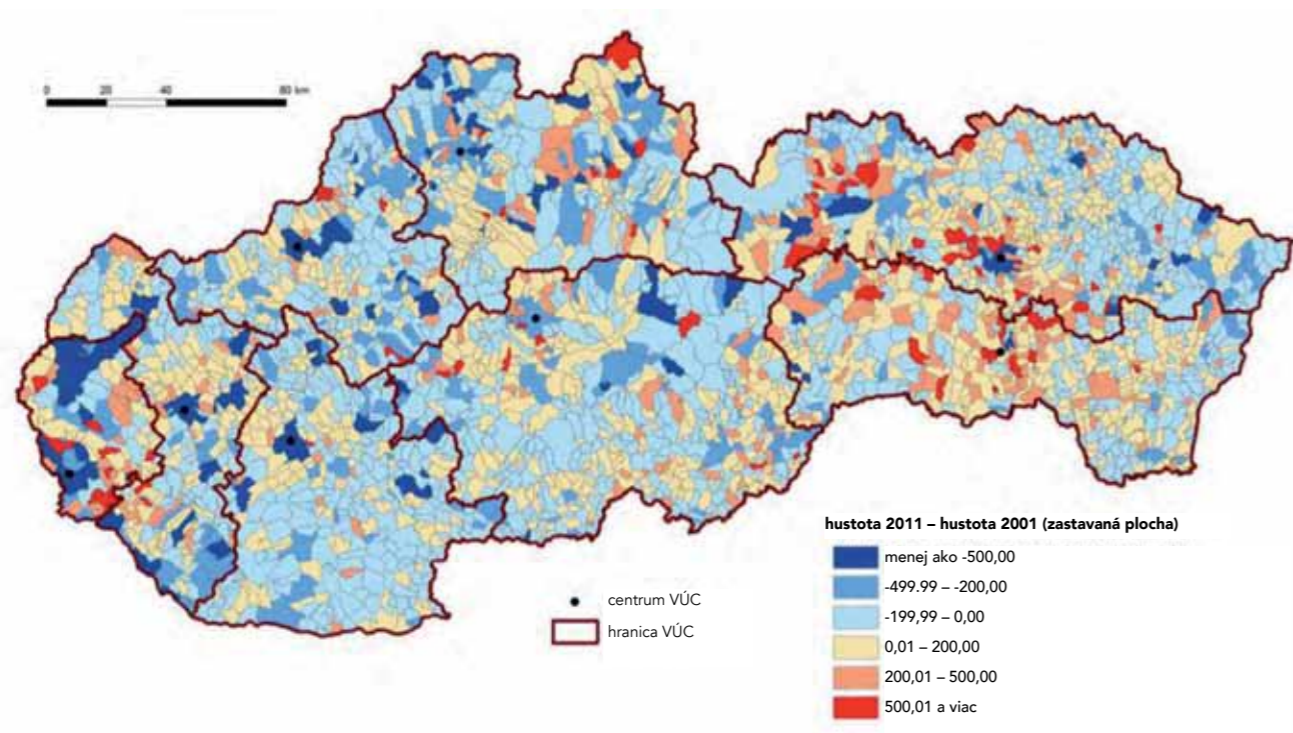 0 20 40 80 km
hustota 2011 – hustota 2001 (zastavaná plocha)
menej ako -500,00
-499.99 – -200,00
-199,99 – 0,00
0,01 – 200,00
200,01 – 500,00
500,01 a viac
centrum VÚC
hranica VÚC